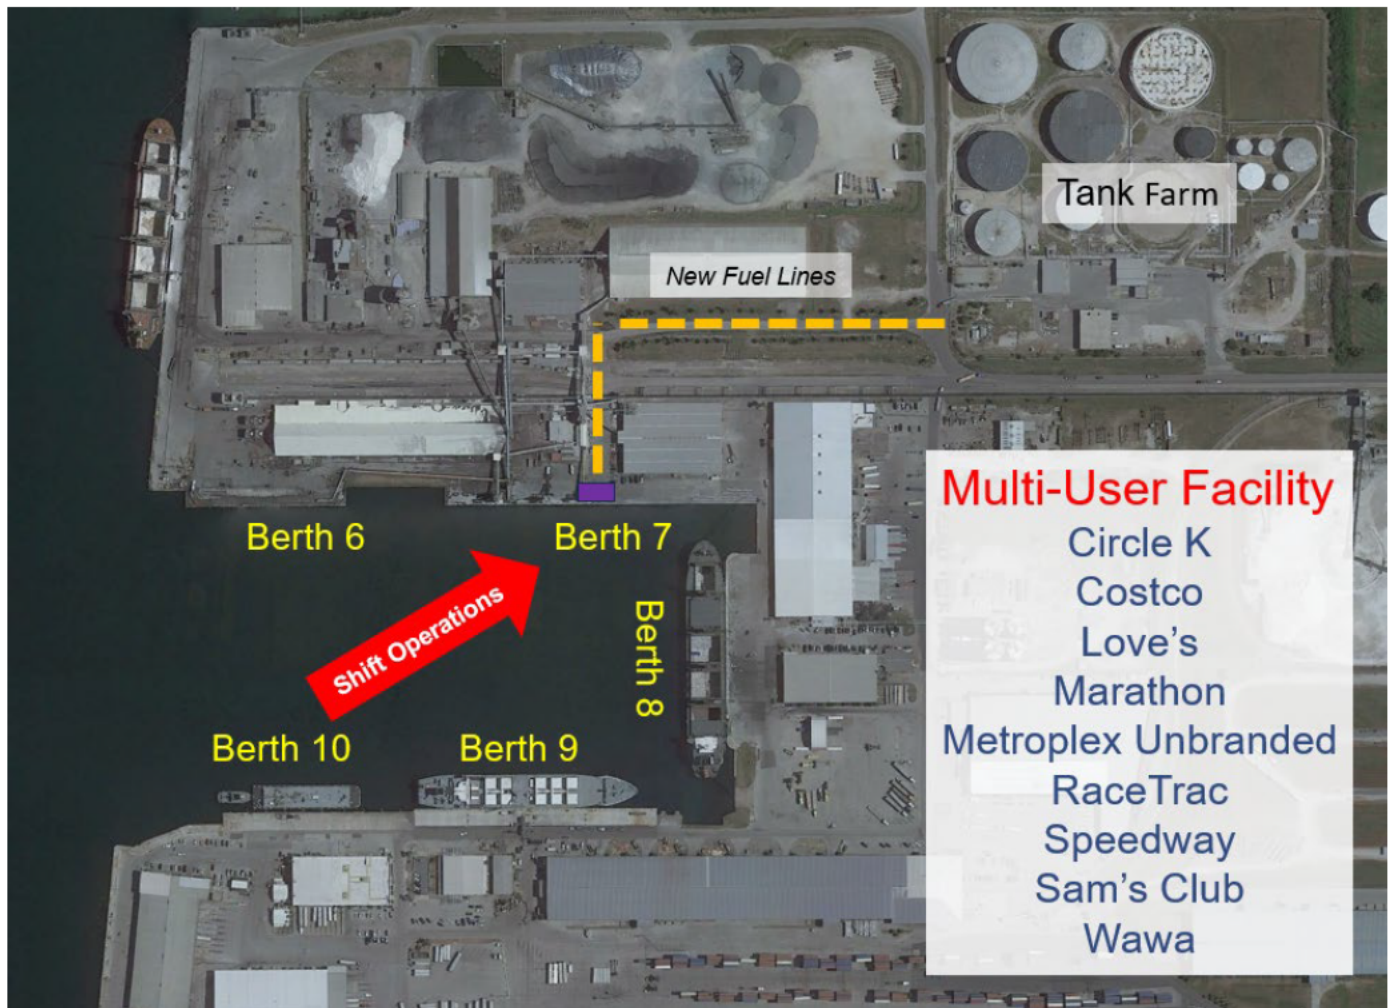 Tank Farm
New Fuel Lines
Berth 6
Berth 7
Shift Operations
Berth 8
Berth 10
Berth 9
Multi-User Facility
Circle K
Costco
Love's
Marathon
Metroplex Unbranded
RaceTrac
Speedway
Sam's Club
Wawa